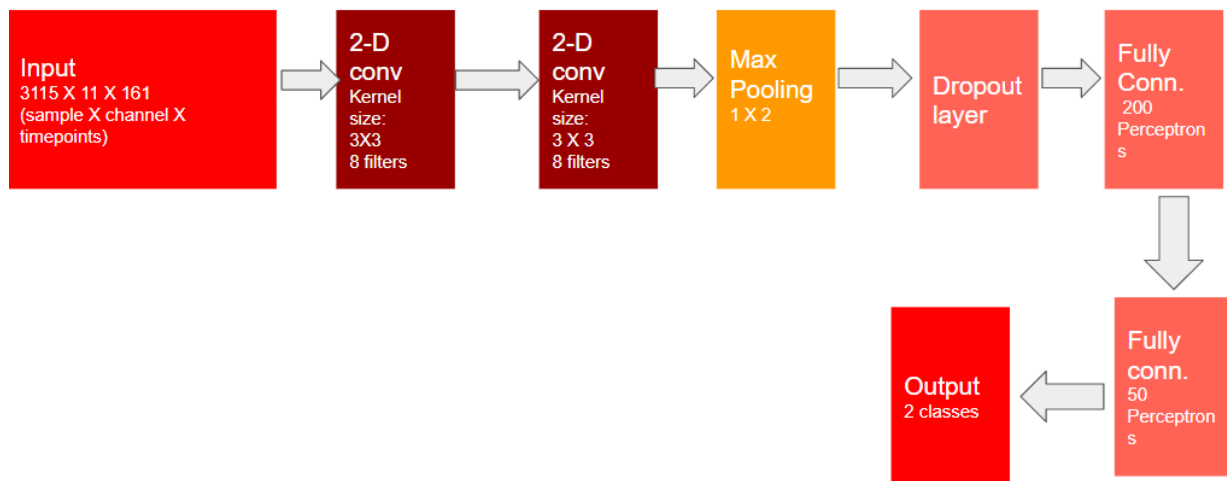 Input
3115 X 11 X 161
(sample X channel X
timepoints)
2-D
conv
Kernel
size:
3X3
8 filters
2-D
conv
Kernel
size:
3 X 3
8 filters
Max
Pooling
1 X 2
Dropout
layer
Fully
Conn.
200
Perceptron
s
Fully
conn.
50
Perceptron
s
Output
2 classes